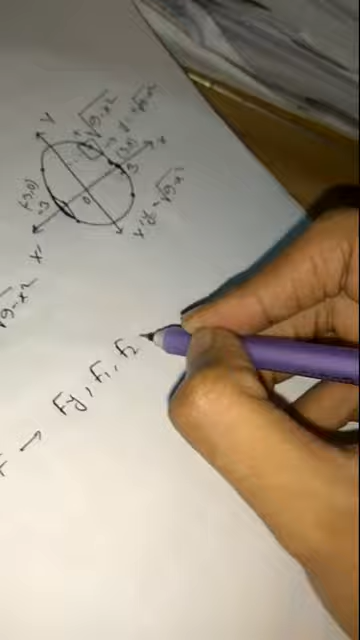 y
√9-x²
y = √9-x²
x
(3,0)
3
0
(-3,0)
-3
x-
√9-x²
→ Fy, F1, F2